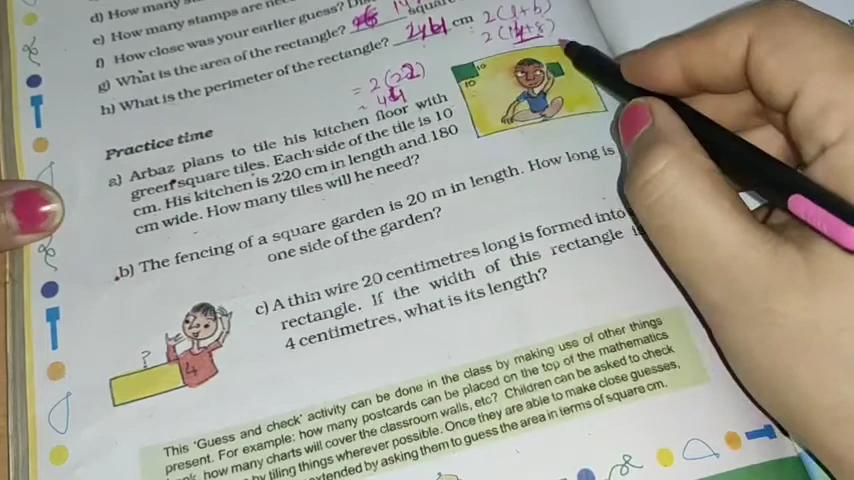 d) How many
e) How many stamps are
f) How close was your earlier guess?
g) What is the area of the rectangle? square
h) What is the perimeter of the rectangle? cm
2(l+b)
= 2(22)
10
10
Practice time
a) Arbaz plans to tile his kitchen floor with
green square tiles. Each side of the tile is 10
cm. His kitchen is 220 cm in length and 180
cm wide. How many tiles will he need?
b) The fencing of a square garden is 20 m in length. How long is
one side of the garden?
c) A thin wire 20 centimetres long is formed into
rectangle. If the width of this rectangle is
4 centimetres, what is its length?
?
4
This 'Guess and check' activity can be done in the class by making use of other things
present. For example: how many postcards can be placed on the top of the mathematics
how many charts will cover the classroom walls, etc? Children can be asked to check
by tiling things wherever possible. Once they are able to make close guesses,
extended by asking them to guess the area in terms of square cm.